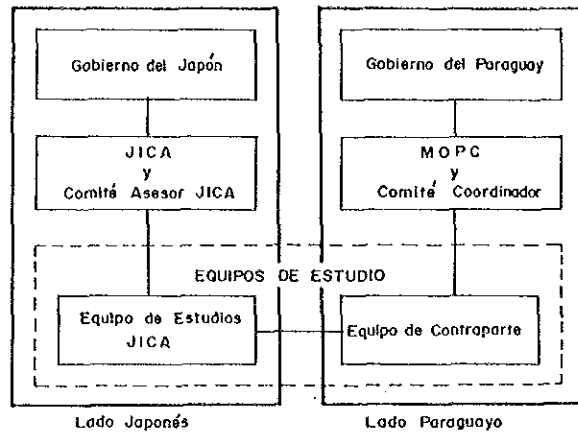 Gobierno del Japón
Gobierno del Paraguay
JICA
y
Comité Asesor JICA
MOPC
y
Comité Coordinador
EQUIPOS DE ESTUDIO
Equipo de Estudios
JICA
Equipo de Contraparte
Lado Japonés
Lado Paraguayo